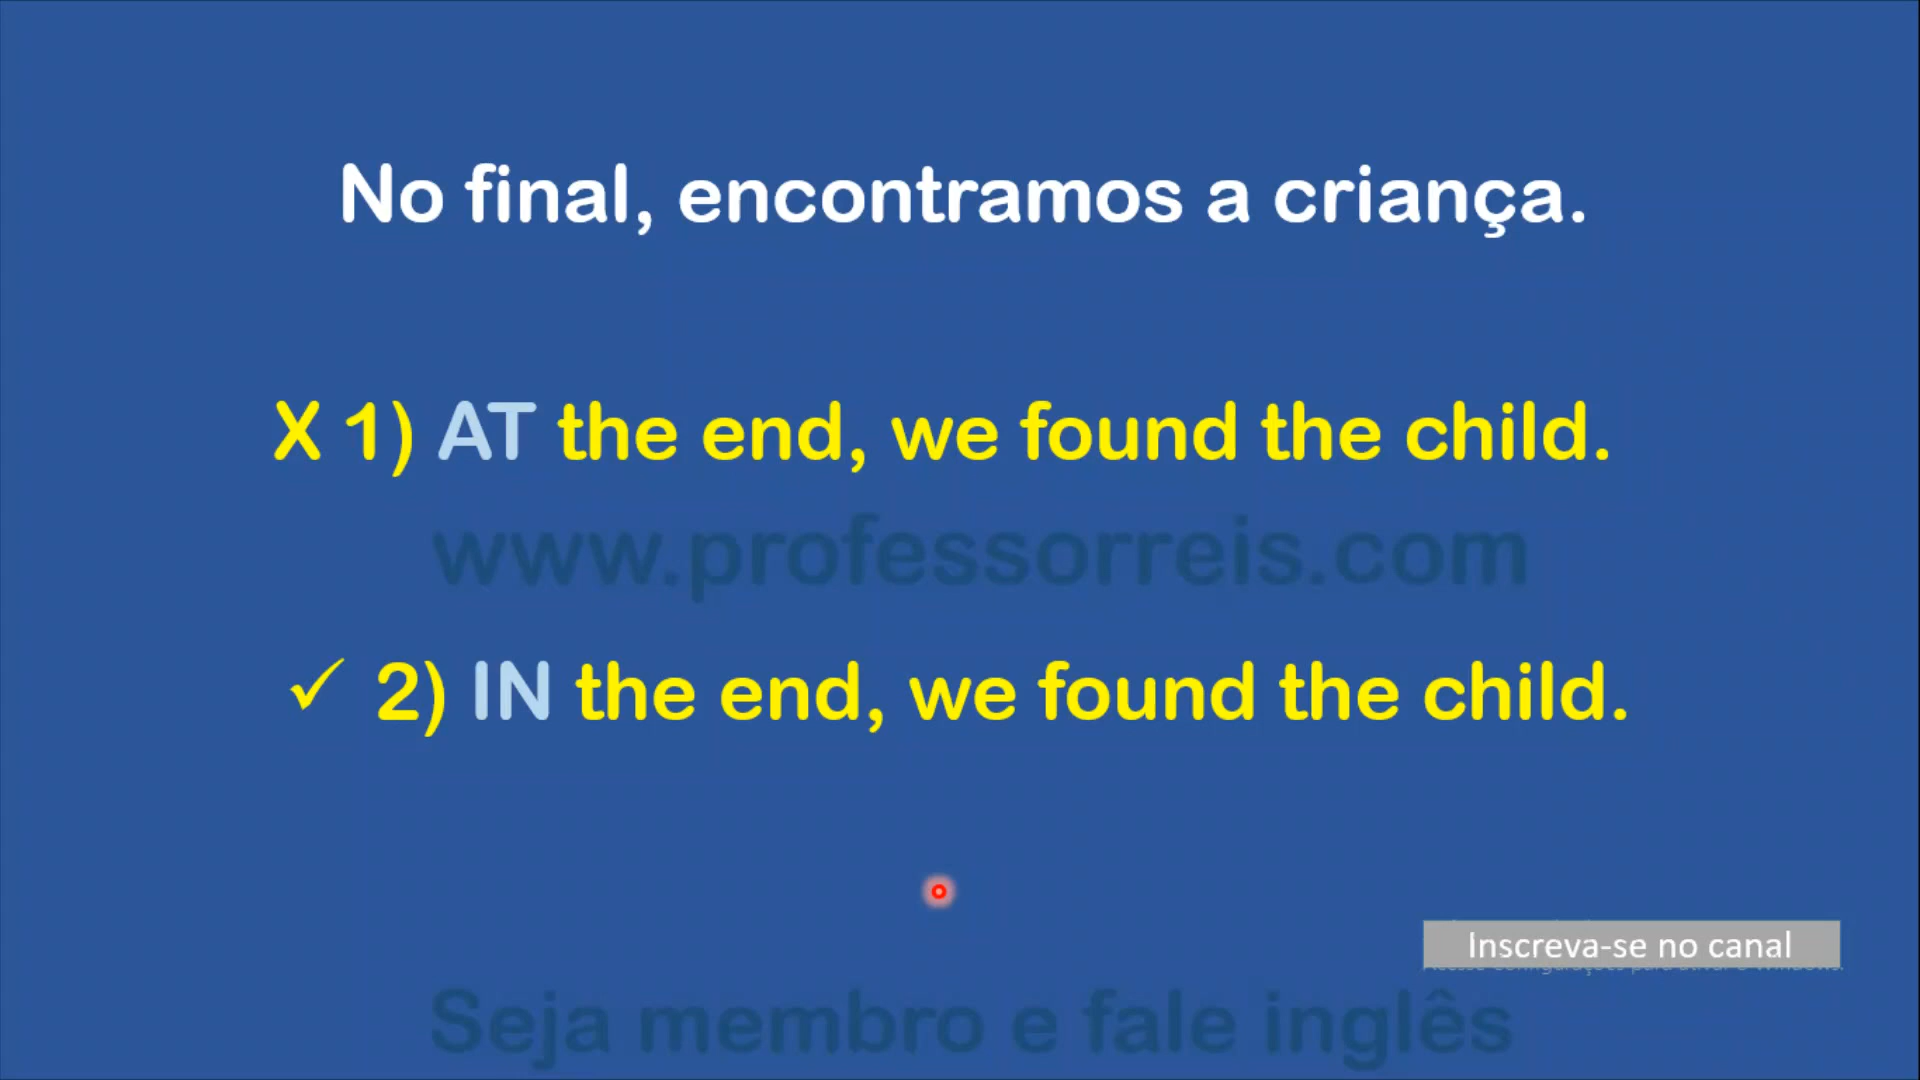 No final, encontramos a criança.
X 1) AT the end, we found the child.
www.professorreis.com
✓ 2) IN the end, we found the child.
Inscreva-se no canal
Seja membro e fale inglês